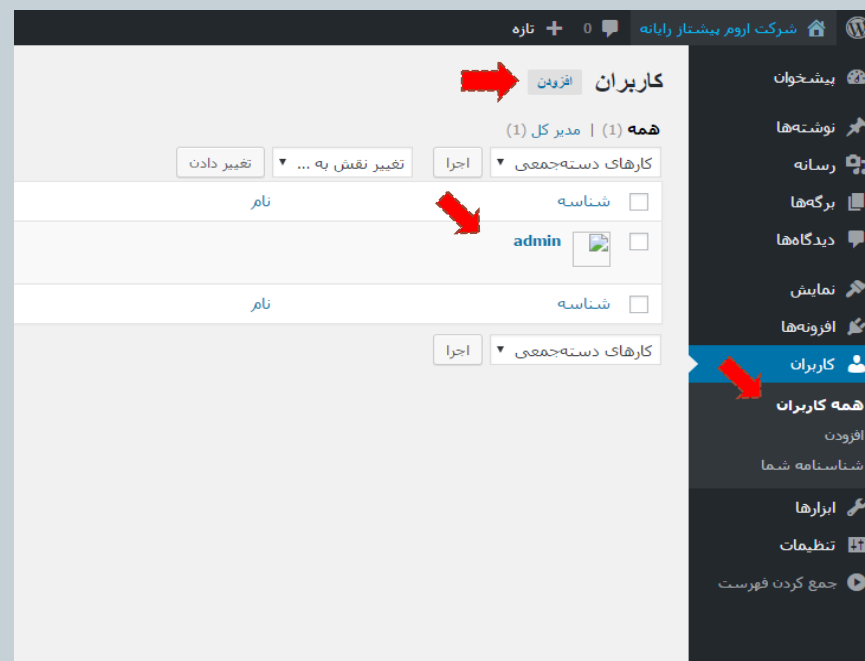 شرکت اروم پیشتاز رایانه 0 تازه
پیشخوان
نوشته‌ها
رسانه
برگه‌ها
دیدگاه‌ها
نمایش
افزونه‌ها
کاربران
همه کاربران
افزودن
شناسنامه شما
ابزارها
تنظیمات
جمع کردن فهرست
کاربران افزودن
همه (1) | مدیر کل (1)
کارهای دسته‌جمعی اجرا تغییر نقش به ... تغییر دادن
شناسه نام
admin
شناسه نام
کارهای دسته‌جمعی اجرا